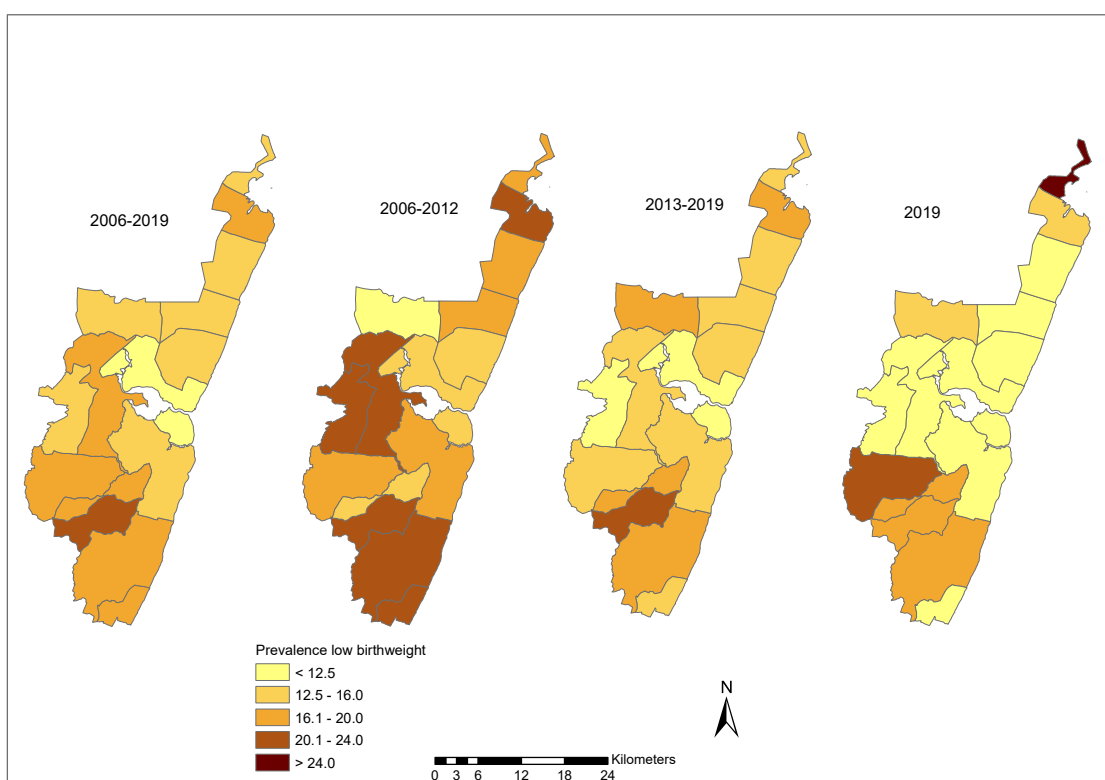 2006-2019
2006-2012
2013-2019
2019
Prevalence low birthweight
< 12.5
12.5 - 16.0
16.1 - 20.0
20.1 - 24.0
> 24.0
N
Kilometers
0 3 6 12 18 24